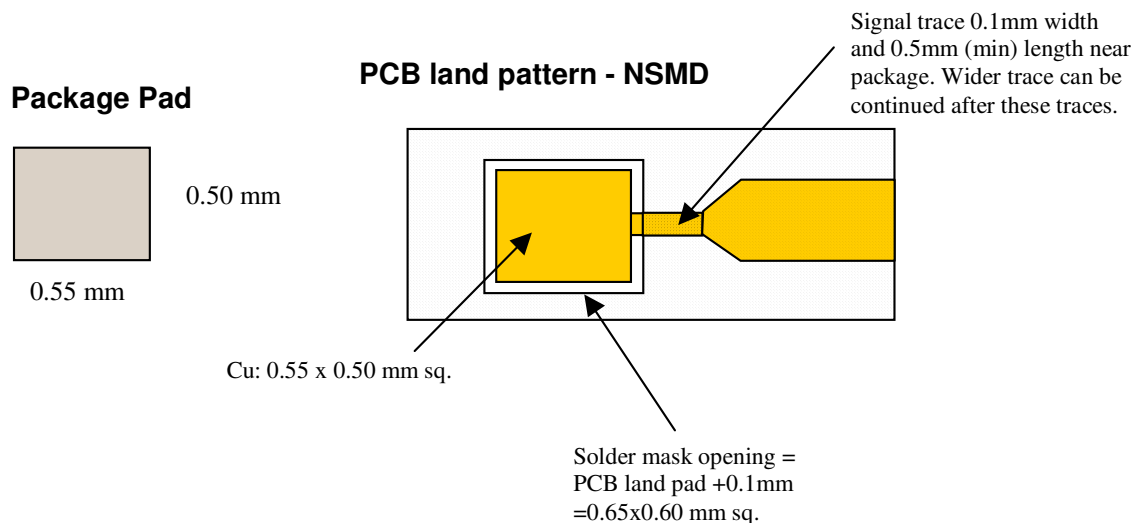 Signal trace 0.1mm width
and 0.5mm (min) length near
package. Wider trace can be
continued after these traces.
PCB land pattern - NSMD
Package Pad
0.50 mm
0.55 mm
Cu: 0.55 x 0.50 mm sq.
Solder mask opening =
PCB land pad +0.1mm
=0.65x0.60 mm sq.